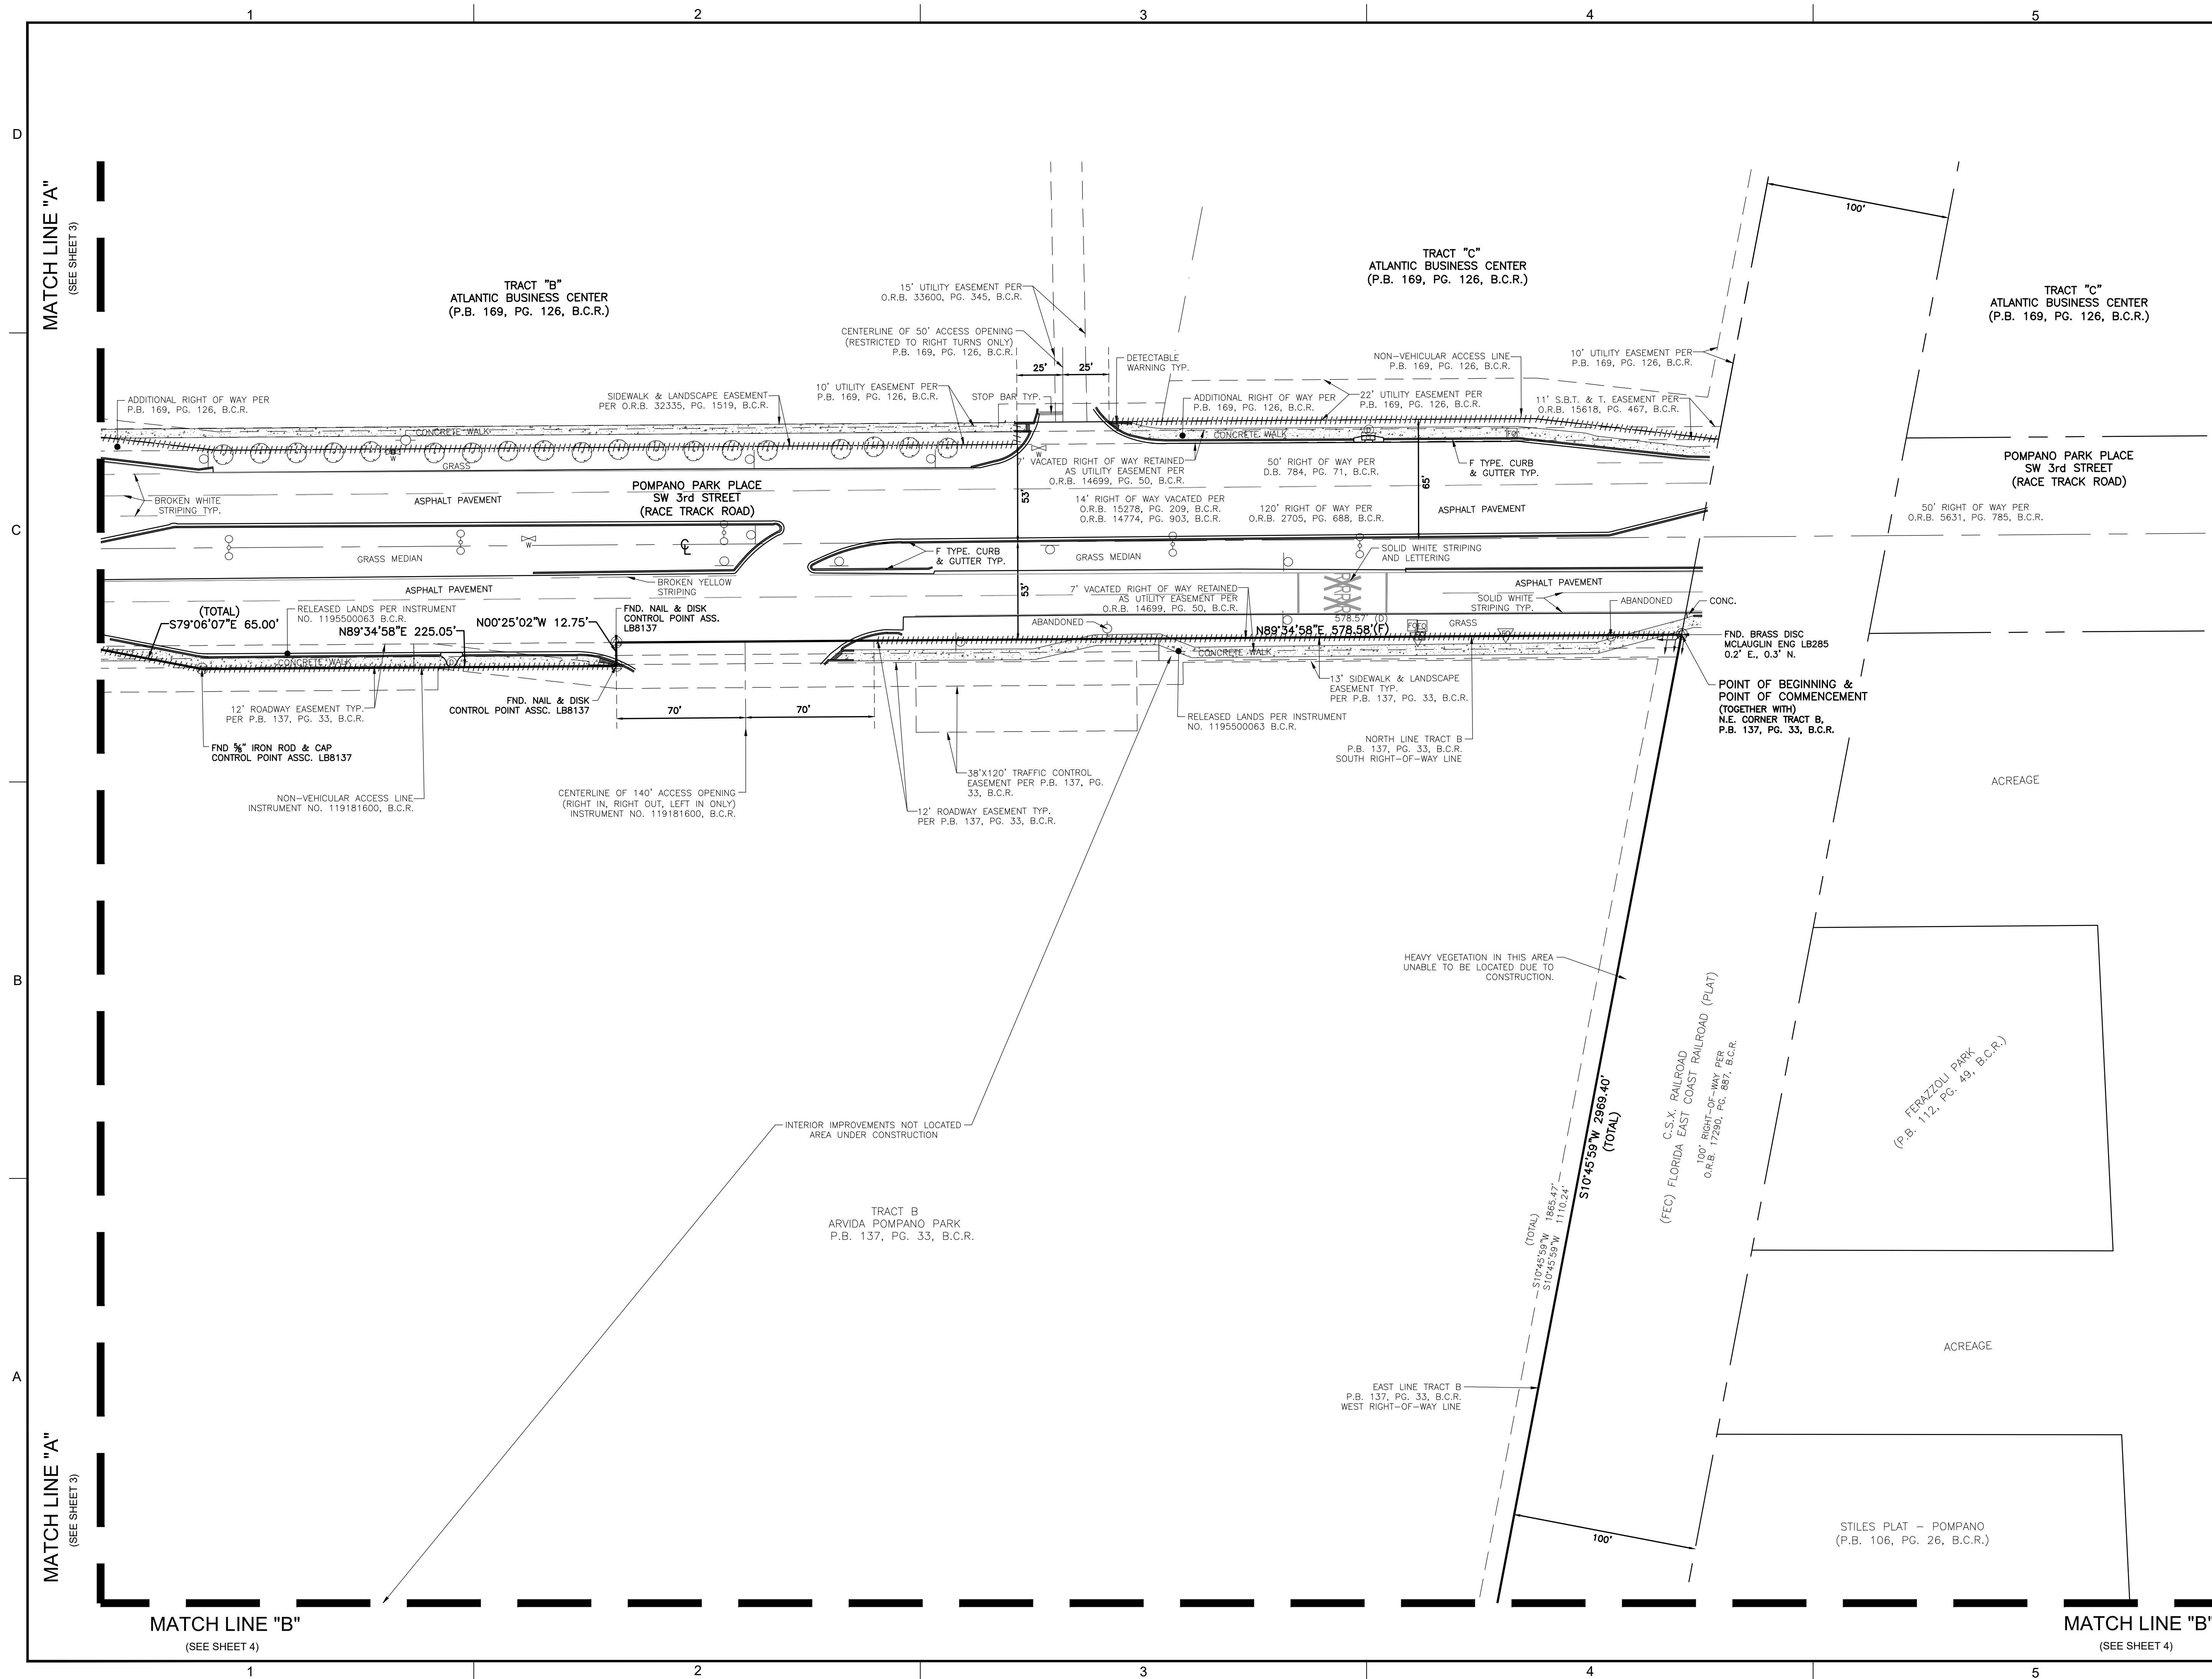 1
2
3
4
5
D
C
B
A
MATCH LINE "A"
(SEE SHEET 3)
TRACT "B"
ATLANTIC BUSINESS CENTER
(P.B. 169, PG. 126, B.C.R.)
TRACT "C"
ATLANTIC BUSINESS CENTER
(P.B. 169, PG. 126, B.C.R.)
100'
TRACT "C"
ATLANTIC BUSINESS CENTER
(P.B. 169, PG. 126, B.C.R.)
15' UTILITY EASEMENT PER
O.R.B. 33600, PG. 345, B.C.R.
CENTERLINE OF 50' ACCESS OPENING
(RESTRICTED TO RIGHT TURNS ONLY)
P.B. 169, PG. 126, B.C.R.
25'
25'
DETECTABLE
WARNING TYP.
NON-VEHICULAR ACCESS LINE
P.B. 169, PG. 126, B.C.R.
10' UTILITY EASEMENT PER
P.B. 169, PG. 126, B.C.R.
ADDITIONAL RIGHT OF WAY PER
P.B. 169, PG. 126, B.C.R.
SIDEWALK & LANDSCAPE EASEMENT
PER O.R.B. 32335, PG. 1519, B.C.R.
10' UTILITY EASEMENT PER
P.B. 169, PG. 126, B.C.R.
STOP BAR TYP.
ADDITIONAL RIGHT OF WAY PER
P.B. 169, PG. 126, B.C.R.
22' UTILITY EASEMENT PER
P.B. 169, PG. 126, B.C.R.
11' S.B.T. & T. EASEMENT PER
O.R.B. 15618, PG. 467, B.C.R.
CONCRETE WALK
CONCRETE WALK
W
W
GRASS
7' VACATED RIGHT OF WAY RETAINED
AS UTILITY EASEMENT PER
O.R.B. 14699, PG. 50, B.C.R.
50' RIGHT OF WAY PER
D.B. 784, PG. 71, B.C.R.
F TYPE. CURB
& GUTTER TYP.
POMPANO PARK PLACE
SW 3rd STREET
(RACE TRACK ROAD)
POMPANO PARK PLACE
SW 3rd STREET
(RACE TRACK ROAD)
BROKEN WHITE
STRIPING TYP.
ASPHALT PAVEMENT
53'
65'
14' RIGHT OF WAY VACATED PER
O.R.B. 15278, PG. 209, B.C.R.
O.R.B. 14774, PG. 903, B.C.R.
120' RIGHT OF WAY PER
O.R.B. 2705, PG. 688, B.C.R.
ASPHALT PAVEMENT
50' RIGHT OF WAY PER
O.R.B. 5631, PG. 785, B.C.R.
W
GRASS MEDIAN
F TYPE. CURB
& GUTTER TYP.
GRASS MEDIAN
SOLID WHITE STRIPING
AND LETTERING
ASPHALT PAVEMENT
BROKEN YELLOW
STRIPING
53'
7' VACATED RIGHT OF WAY RETAINED
AS UTILITY EASEMENT PER
O.R.B. 14699, PG. 50, B.C.R.
ASPHALT PAVEMENT
SOLID WHITE
STRIPING TYP.
ABANDONED
CONC.
(TOTAL)
S79°06'07"E 65.00'
RELEASED LANDS PER INSTRUMENT
NO. 1195500063 B.C.R.
N89°34'58"E 225.05'
N00°25'02"W 12.75'
FND. NAIL & DISK
CONTROL POINT ASS.
LB8137
ABANDONED
578.57' (D)
N89°34'58"E 578.58'(F)
GRASS
FND. BRASS DISC
MCLAUGLIN ENG LB285
0.2' E., 0.3' N.
CONCRETE WALK
CONCRETE WALK
POINT OF BEGINNING &
POINT OF COMMENCEMENT
(TOGETHER WITH)
N.E. CORNER TRACT B,
P.B. 137, PG. 33, B.C.R.
12' ROADWAY EASEMENT TYP.
PER P.B. 137, PG. 33, B.C.R.
FND. NAIL & DISK
CONTROL POINT ASSC. LB8137
70'
70'
13' SIDEWALK & LANDSCAPE
EASEMENT TYP.
PER P.B. 137, PG. 33, B.C.R.
RELEASED LANDS PER INSTRUMENT
NO. 1195500063 B.C.R.
NORTH LINE TRACT B
P.B. 137, PG. 33, B.C.R.
SOUTH RIGHT-OF-WAY LINE
FND ⅝" IRON ROD & CAP
CONTROL POINT ASSC. LB8137
38'X120' TRAFFIC CONTROL
EASEMENT PER P.B. 137, PG.
33, B.C.R.
NON-VEHICULAR ACCESS LINE
INSTRUMENT NO. 119181600, B.C.R.
CENTERLINE OF 140' ACCESS OPENING
(RIGHT IN, RIGHT OUT, LEFT IN ONLY)
INSTRUMENT NO. 119181600, B.C.R.
12' ROADWAY EASEMENT TYP.
PER P.B. 137, PG. 33, B.C.R.
ACREAGE
HEAVY VEGETATION IN THIS AREA
UNABLE TO BE LOCATED DUE TO
CONSTRUCTION.
INTERIOR IMPROVEMENTS NOT LOCATED
AREA UNDER CONSTRUCTION
S10°45'59"W 2969.40'
(TOTAL)
C.S.X. RAILROAD
(FEC) FLORIDA EAST COAST RAILROAD (PLAT)
100' RIGHT-OF-WAY PER
O.R.B. 17290, PG. 887, B.C.R.
FERAZZOLI PARK
(P.B. 112, PG. 49, B.C.R.)
TRACT B
ARVIDA POMPANO PARK
P.B. 137, PG. 33, B.C.R.
(TOTAL)
S10°45'59"W 1865.47'
S10°45'59"W 1110.24'
ACREAGE
EAST LINE TRACT B
P.B. 137, PG. 33, B.C.R.
WEST RIGHT-OF-WAY LINE
MATCH LINE "A"
(SEE SHEET 3)
100'
STILES PLAT - POMPANO
(P.B. 106, PG. 26, B.C.R.)
MATCH LINE "B"
(SEE SHEET 4)
MATCH LINE "B"
(SEE SHEET 4)
1
2
3
4
5